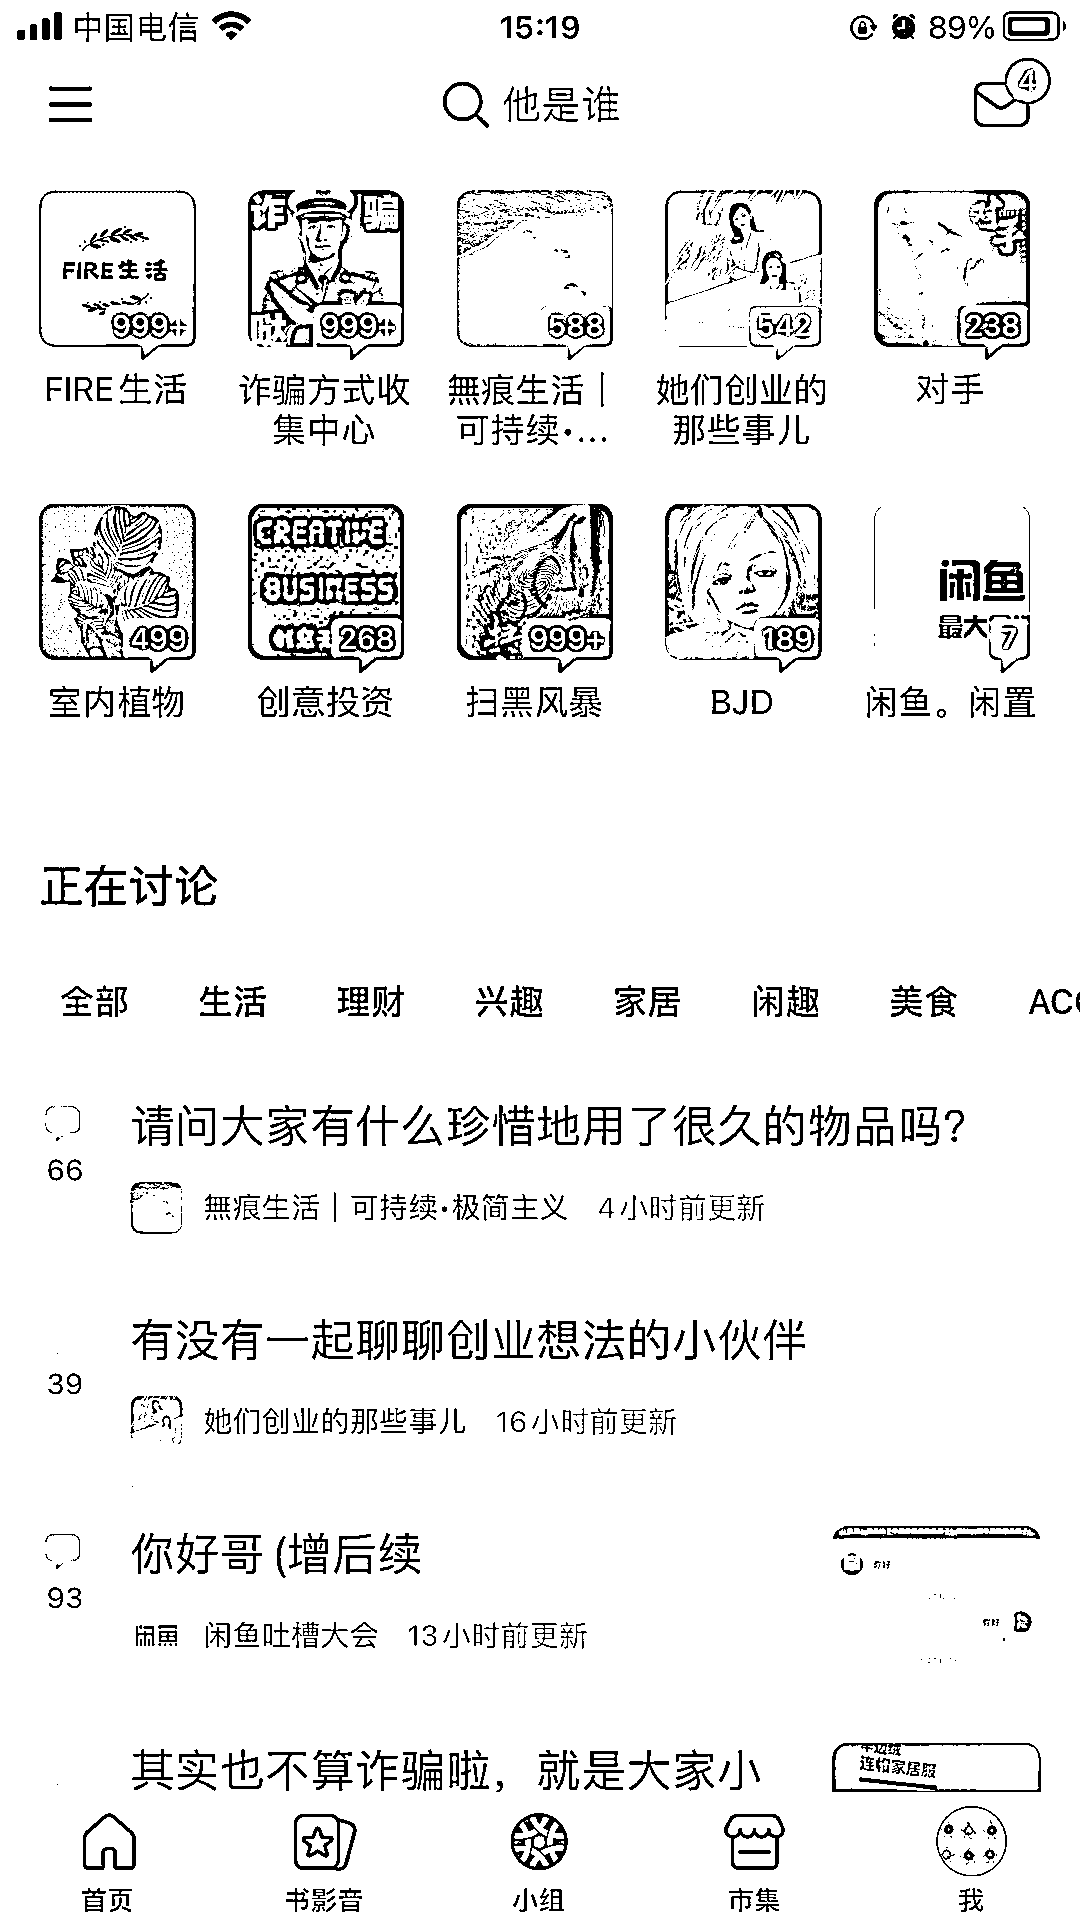 中国电信 15:19 89%
他是谁 4
FIRE生活 诈 骗
999+ 999+ 588 542 238
FIRE生活 诈骗方式收 無痕生活｜ 她们创业的 对手
集中心 可持续·... 那些事儿
CREATIVE
BUSINESS 闲鱼
最大
499 268 999+ 189 7
室内植物 创意投资 扫黑风暴 BJD 闲鱼。闲置
正在讨论
全部 生活 理财 兴趣 家居 闲趣 美食
请问大家有什么珍惜地用了很久的物品吗？
66
無痕生活｜可持续·极简主义 4小时前更新
有没有一起聊聊创业想法的小伙伴
39
她们创业的那些事儿 16小时前更新
你好哥 (增后续
93
闲鱼 闲鱼吐槽大会 13小时前更新
其实也不算诈骗啦，就是大家小
连帽家居服
首页 书影音 小组 市集 我